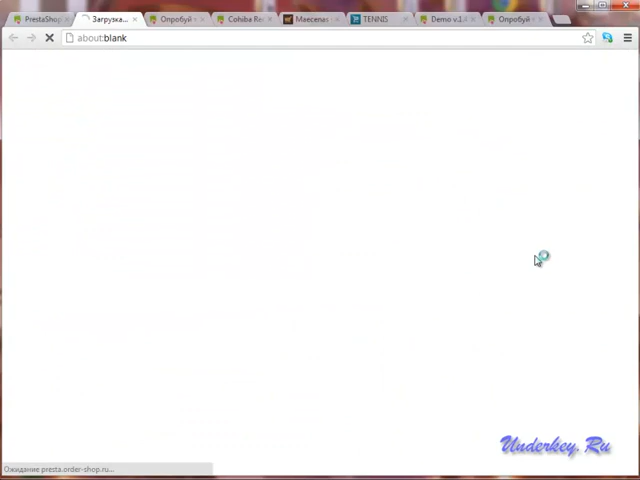 PrestaShop
Загрузка...
Опробуй
Cohiba Re
Maecenas
TENNIS
Demo v.1.
Опробуй
about:blank
Underkey.Ru
Ожидание presta.order-shop.ru...